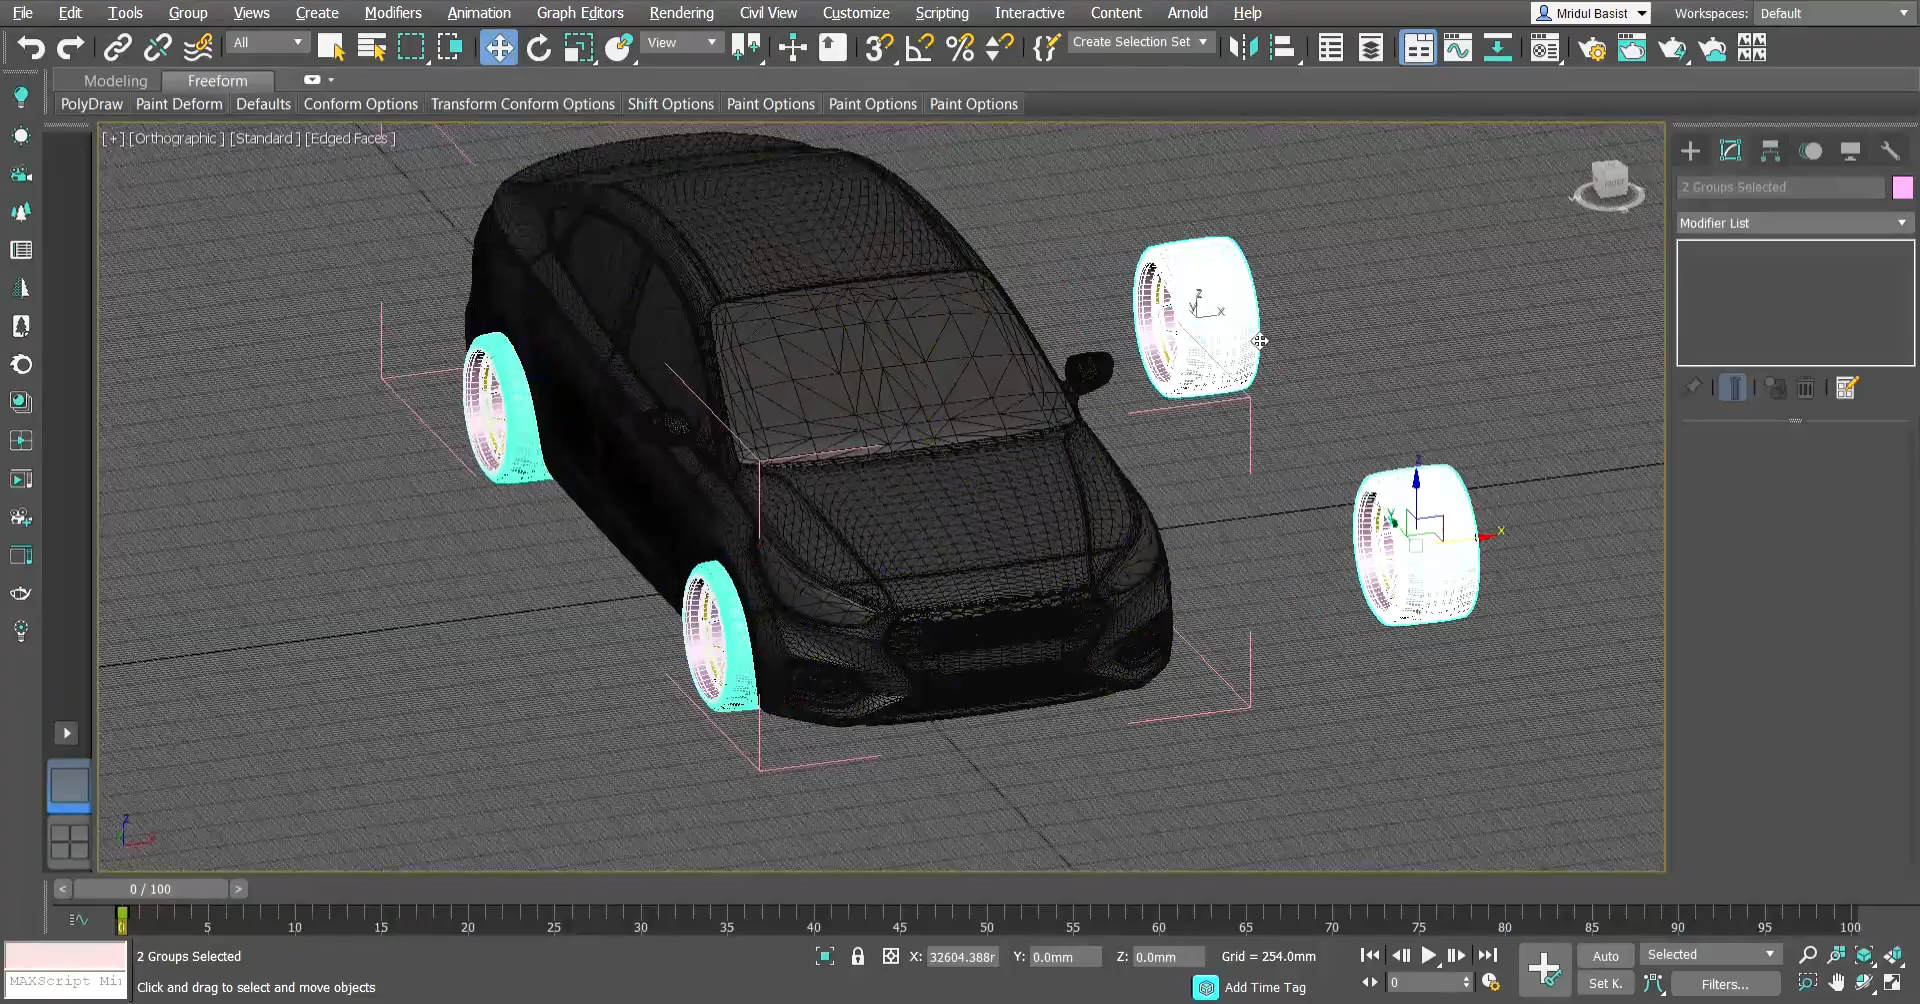 File Edit Tools Group Views Create Modifiers Animation Graph Editors Rendering Civil View Customize Scripting Interactive Content Arnold Help Mridul Basist Workspaces: Default
All View Create Selection Set
Modeling Freeform
PolyDraw Paint Deform Defaults Conform Options Transform Conform Options Shift Options Paint Options Paint Options Paint Options
[+] [Orthographic ] [Standard ] [Edged Faces ]
2 Groups Selected
Modifier List
z
x
z
y
x
z
< 0 / 100 >
0 5 10 15 20 25 30 35 40 45 50 55 60 65 70 75 80 85 90 95 100
2 Groups Selected X: 32604.388r Y: 0.0mm Z: 0.0mm Grid = 254.0mm Auto Selected
MAXScript Mi Click and drag to select and move objects Add Time Tag 0 Set K. Filters...